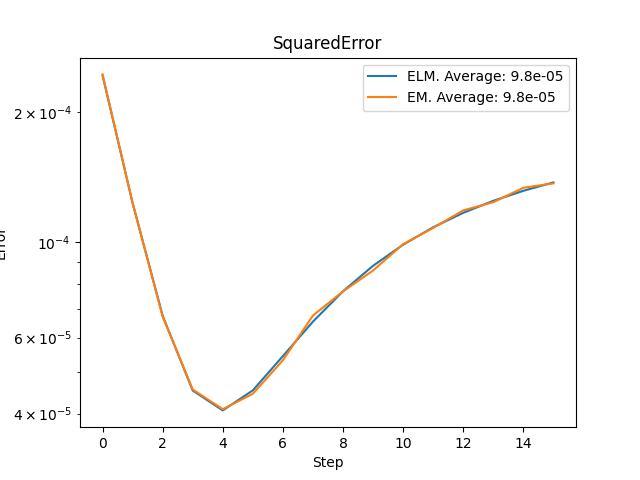 SquaredError
ELM. Average: 9.8e-05
EM. Average: 9.8e-05
2 × 10⁻⁴
10⁻⁴
6 × 10⁻⁵
4 × 10⁻⁵
Error
0 2 4 6 8 10 12 14
Step